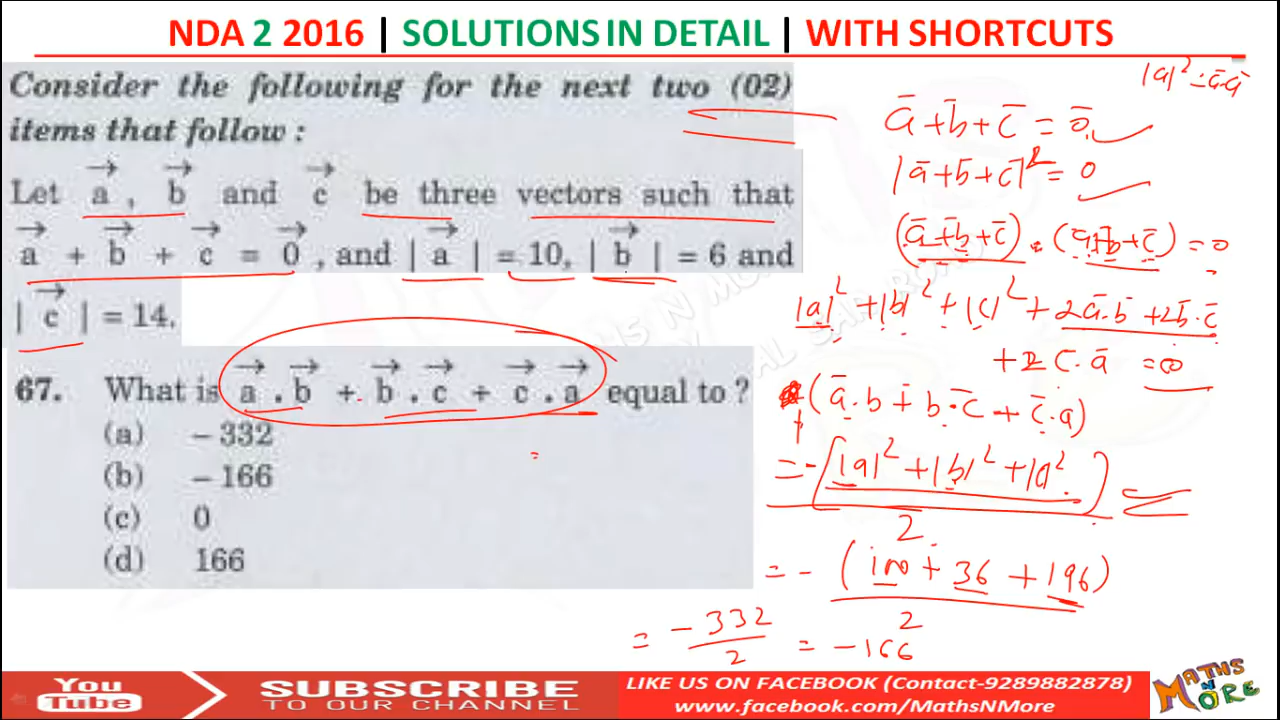 NDA 2 2016 | SOLUTIONS IN DETAIL | WITH SHORTCUTS
Consider the following for the next two (02)
items that follow :
Let a⃗ , b⃗ and c⃗ be three vectors such that
a⃗ + b⃗ + c⃗ = 0⃗ , and | a⃗ | = 10, | b⃗ | = 6 and
| c⃗ | = 14.
67. What is a⃗ . b⃗ + b⃗ . c⃗ + c⃗ . a⃗ equal to ?
(a) – 332
(b) – 166
(c) 0
(d) 166
=
|a|² = ā.ā
ā + b̄ + c̄ = 0̄
|ā + b̄ + c̄|² = 0
(ā + b̄ + c̄) . (ā + b̄ + c̄) = 0
|a|² + |b|² + |c|² + 2ā.b̄ + 2b̄.c̄
+ 2 c.ā = 0
(ā.b + b.c̄ + c̄.a)
= -(|a|² + |b|² + |c|²)
2
= - (100 + 36 + 196)
2
= -332/2 = -166
You Tube
SUBSCRIBE
TO OUR CHANNEL
LIKE US ON FACEBOOK (Contact-9289882878)
www.facebook.com/MathsNMore
MATHS
N
MORE